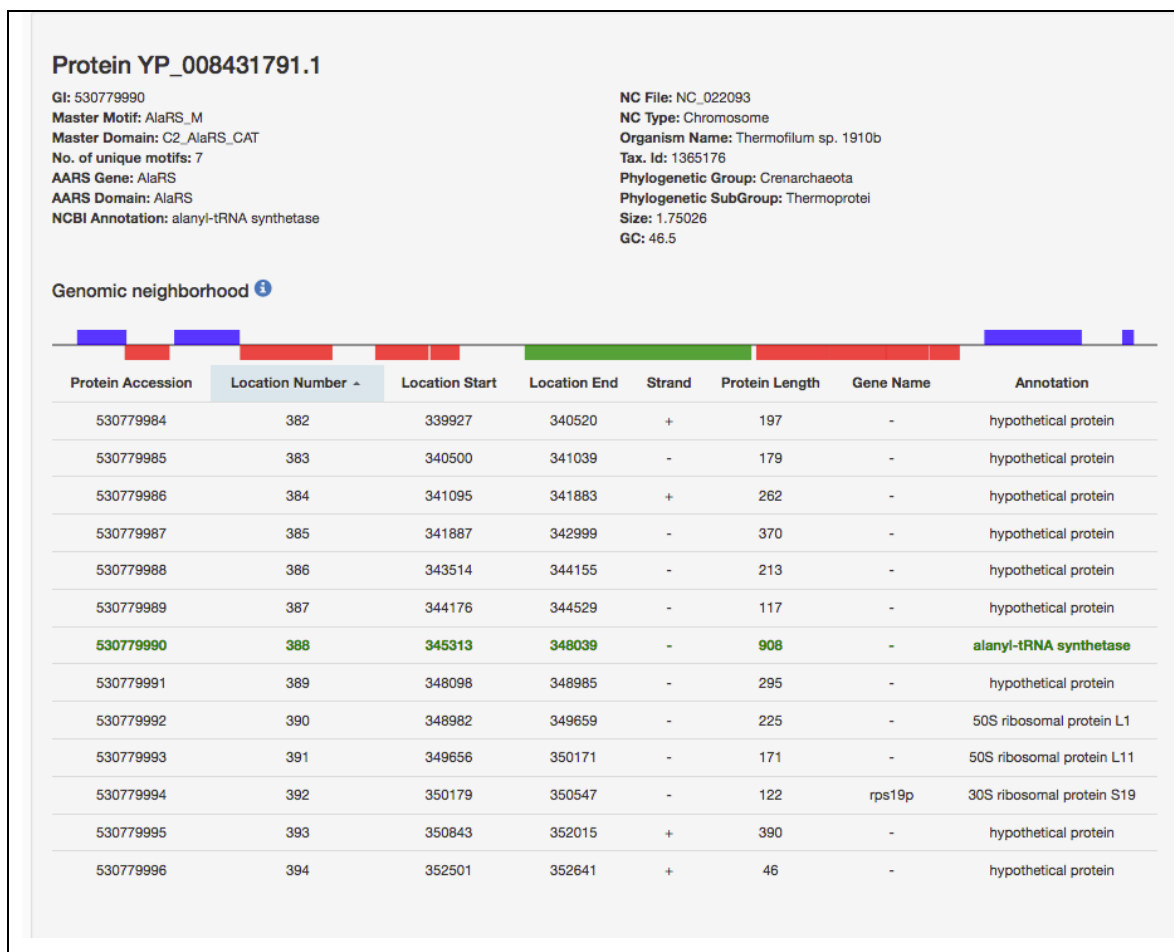 Protein YP_008431791.1
GI: 530779990
Master Motif: AlaRS_M
Master Domain: C2_AlaRS_CAT
No. of unique motifs: 7
AARS Gene: AlaRS
AARS Domain: AlaRS
NCBI Annotation: alanyl-tRNA synthetase
NC File: NC_022093
NC Type: Chromosome
Organism Name: Thermofilum sp. 1910b
Tax. Id: 1365176
Phylogenetic Group: Crenarchaeota
Phylogenetic SubGroup: Thermoprotei
Size: 1.75026
GC: 46.5
Genomic neighborhood
Protein Accession Location Number Location Start Location End Strand Protein Length Gene Name Annotation
530779984 382 339927 340520 + 197 - hypothetical protein
530779985 383 340500 341039 - 179 - hypothetical protein
530779986 384 341095 341883 + 262 - hypothetical protein
530779987 385 341887 342999 - 370 - hypothetical protein
530779988 386 343514 344155 - 213 - hypothetical protein
530779989 387 344176 344529 - 117 - hypothetical protein
530779990 388 345313 348039 - 908 - alanyl-tRNA synthetase
530779991 389 348098 348985 - 295 - hypothetical protein
530779992 390 348982 349659 - 225 - 50S ribosomal protein L1
530779993 391 349656 350171 - 171 - 50S ribosomal protein L11
530779994 392 350179 350547 - 122 rps19p 30S ribosomal protein S19
530779995 393 350843 352015 + 390 - hypothetical protein
530779996 394 352501 352641 + 46 - hypothetical protein